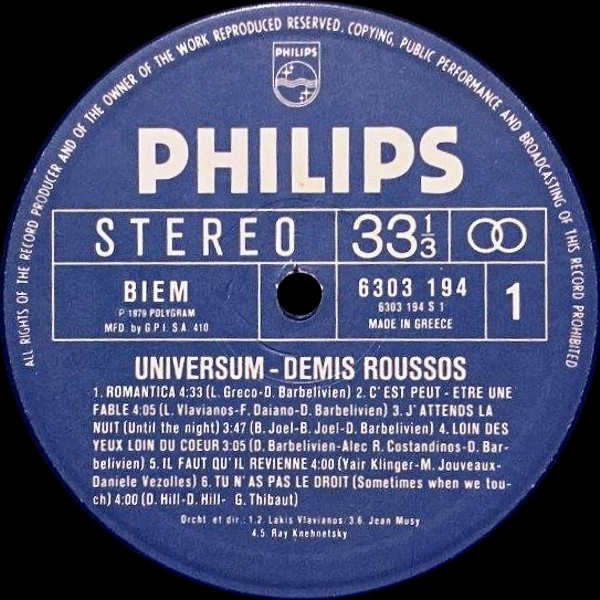 ALL RIGHTS OF THE RECORD PRODUCER AND OF THE OWNER OF THE WORK REPRODUCED RESERVED. COPYING, PUBLIC PERFORMANCE AND BROADCASTING OF THIS RECORD PROHIBITED
PHILIPS
PHILIPS
STEREO
33 1/3
BIEM
P 1979 POLYGRAM
MFD. by G.P.I. S.A. 410
6303 194
6303 194 S 1
MADE IN GREECE
1
UNIVERSUM - DEMIS ROUSSOS
1. ROMANTICA 4:33 (L. Greco-D. Barbelivien) 2. C' EST PEUT - ETRE UNE
FABLE 4:05 (L. Vlavianos-F. Daiano-D. Barbelivien) 3. J' ATTENDS LA
NUIT (Until the night) 3:47 (B. Joel-B. Joel-D. Barbelivien) 4. LOIN DES
YEUX LOIN DU COEUR 3:05 (D. Barbelivien-Alec R. Costandinos-D. Bar-
belivien) 5. IL FAUT QU' IL REVIENNE 4:00 (Yair Klinger-M. Jouveaux-
Daniele Vezolles) 6. TU N' AS PAS LE DROIT (Sometimes when we tou-
ch) 4:00 (D. Hill-D. Hill- G. Thibaut)
Orcht et dir.: 1.2. Lakis Vlavianos/3.6. Jean Musy
4.5. Ray Knehnetsky